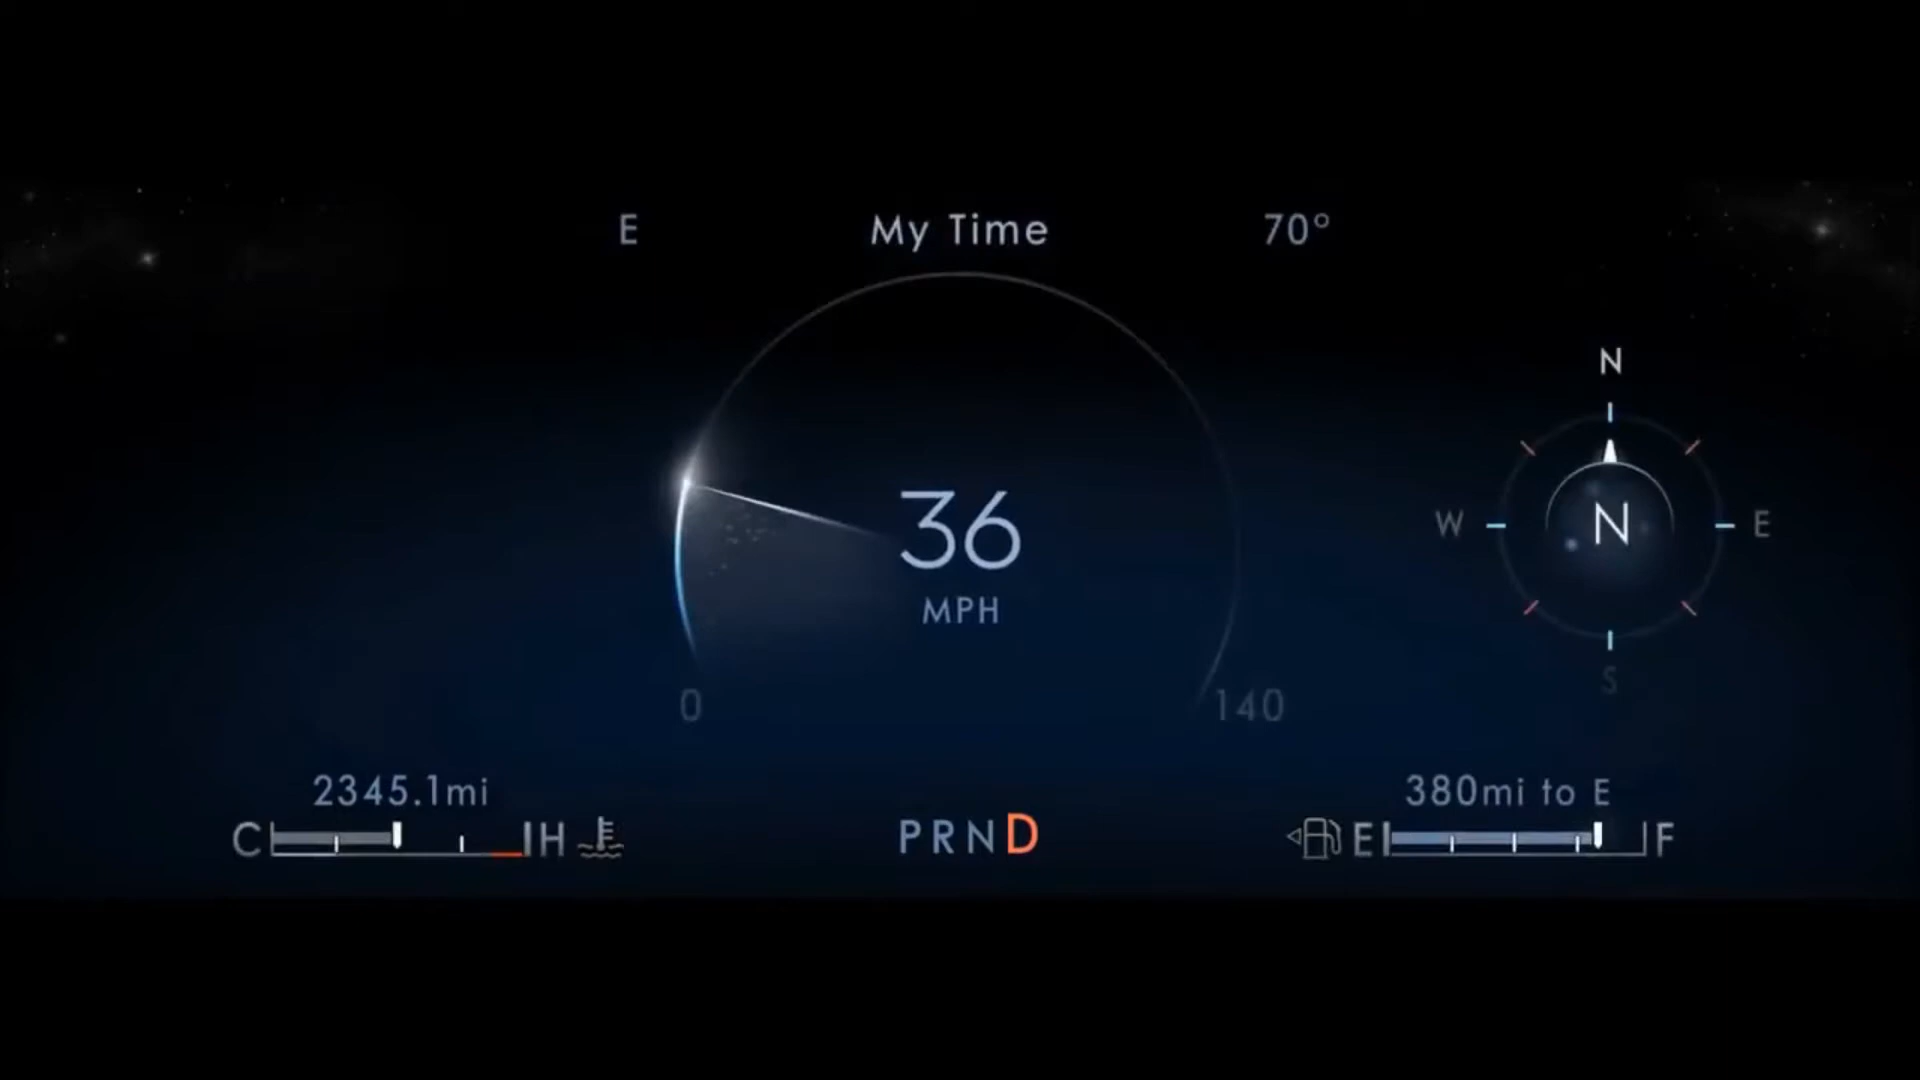 E My Time 70°
N
W N E
36
MPH
S
0 140
2345.1mi 380mi to E
C H PRND E F